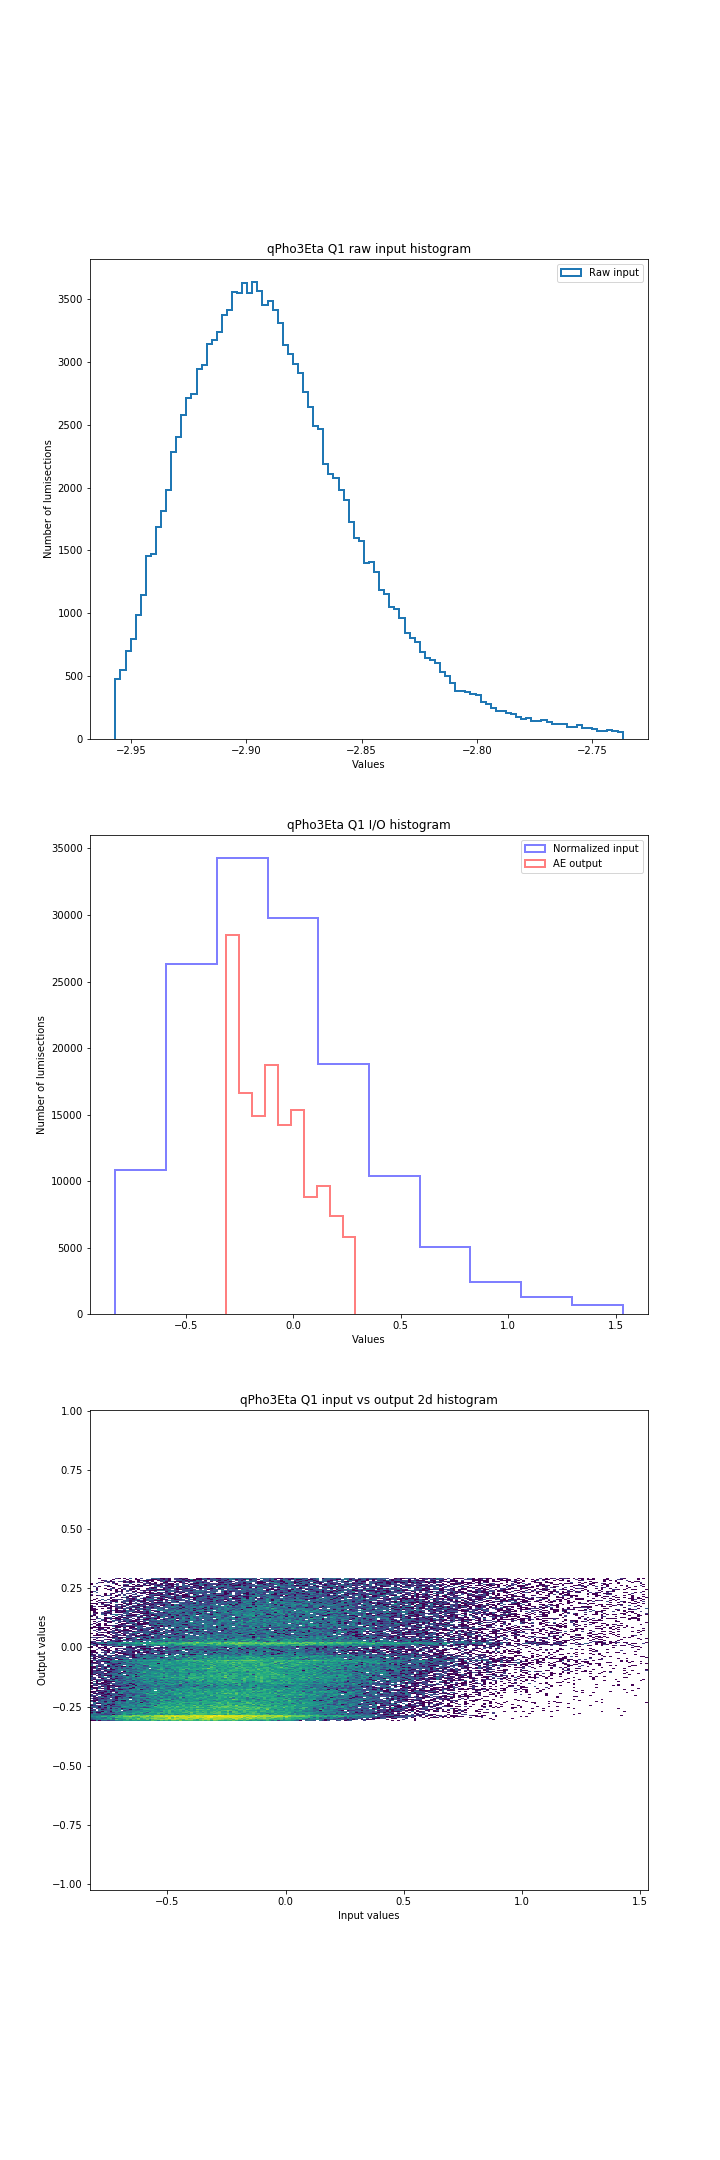 qPho3Eta Q1 raw input histogram
Raw input
3500
3000
2500
2000
1500
1000
500
0
Number of lumisections
−2.95 −2.90 −2.85 −2.80 −2.75
Values
qPho3Eta Q1 I/O histogram
Normalized input
AE output
35000
30000
25000
20000
15000
10000
5000
0
Number of lumisections
−0.5 0.0 0.5 1.0 1.5
Values
qPho3Eta Q1 input vs output 2d histogram
1.00
0.75
0.50
0.25
0.00
−0.25
−0.50
−0.75
−1.00
Output values
−0.5 0.0 0.5 1.0 1.5
Input values